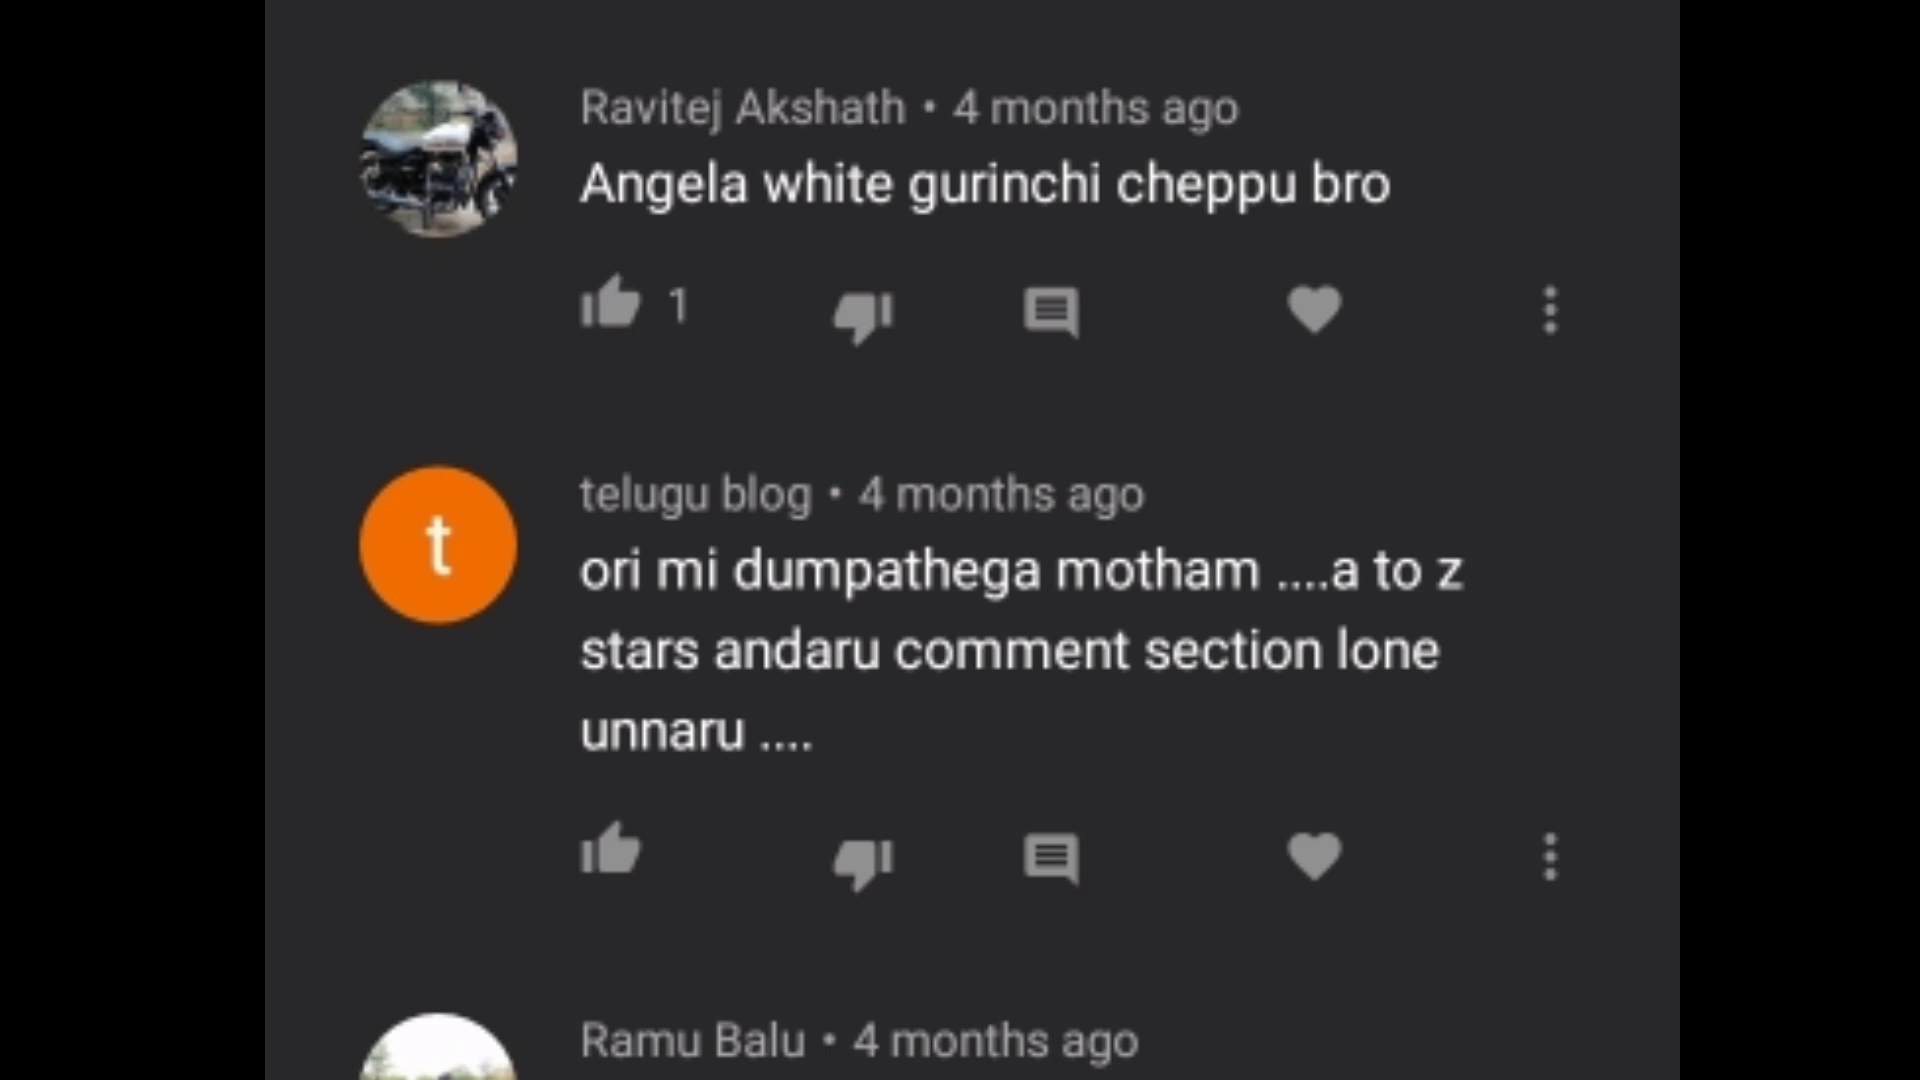 Ravitej Akshath • 4 months ago
Angela white gurinchi cheppu bro
1
t
telugu blog • 4 months ago
ori mi dumpathega motham ....a to z
stars andaru comment section lone
unnaru ....
Ramu Balu • 4 months ago